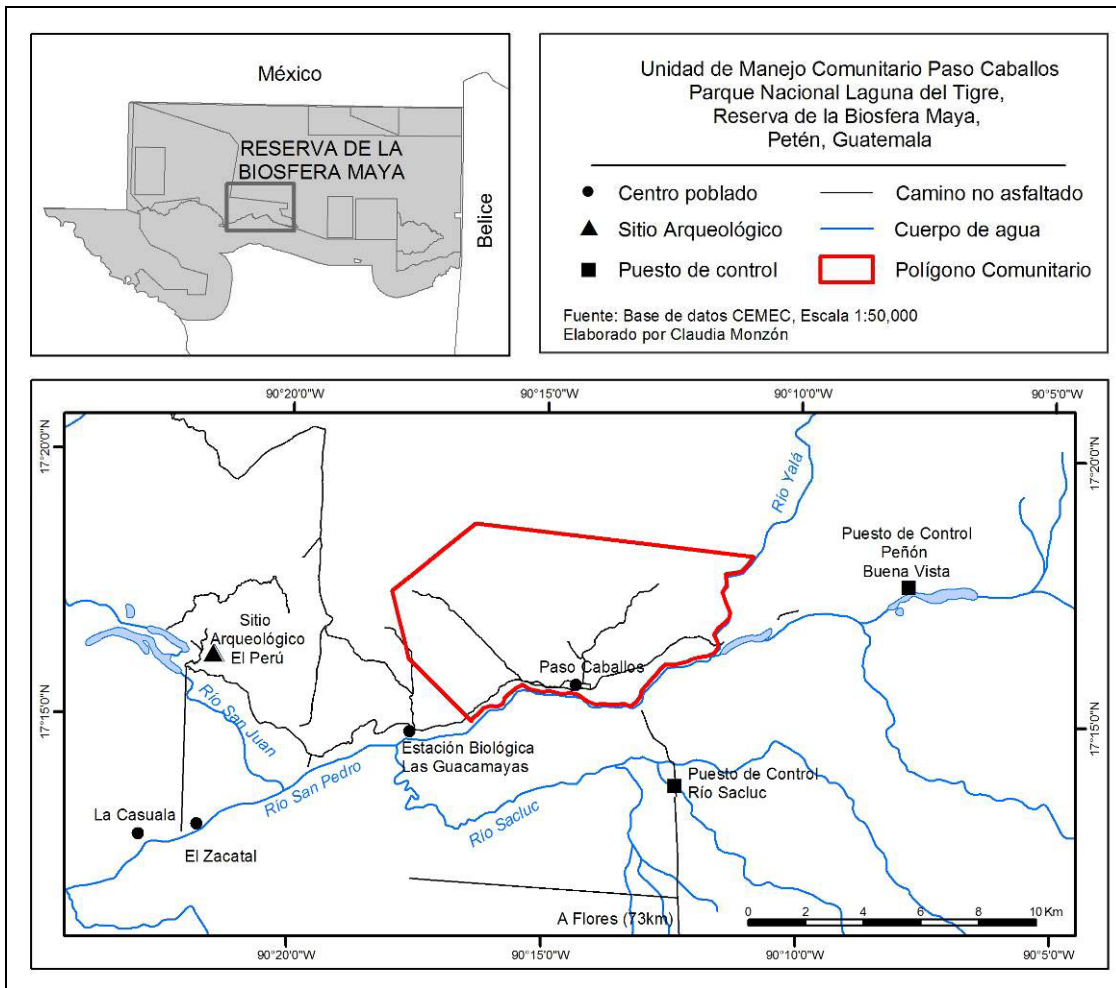 México
RESERVA DE LA
BIOSFERA MAYA
Belice
Unidad de Manejo Comunitario Paso Caballos
Parque Nacional Laguna del Tigre,
Reserva de la Biosfera Maya,
Petén, Guatemala
Centro poblado
Camino no asfaltado
Sitio Arqueológico
Cuerpo de agua
Puesto de control
Polígono Comunitario
Fuente: Base de datos CEMEC, Escala 1:50,000
Elaborado por Claudia Monzón
90°20'0"W
90°15'0"W
90°10'0"W
90°5'0"W
17°20'0"N
17°20'0"N
Río Yalá
Puesto de Control
Peñón
Buena Vista
Sitio
Arqueológico
El Perú
Paso Caballos
Río San Juan
17°15'0"N
17°15'0"N
Estación Biológica
Las Guacamayas
Río San Pedro
Puesto de Control
Río Sacluc
Río Sacluc
La Casuala
El Zacatal
A Flores (73km)
0 2 4 6 8 10 Km
90°20'0"W
90°15'0"W
90°10'0"W
90°5'0"W